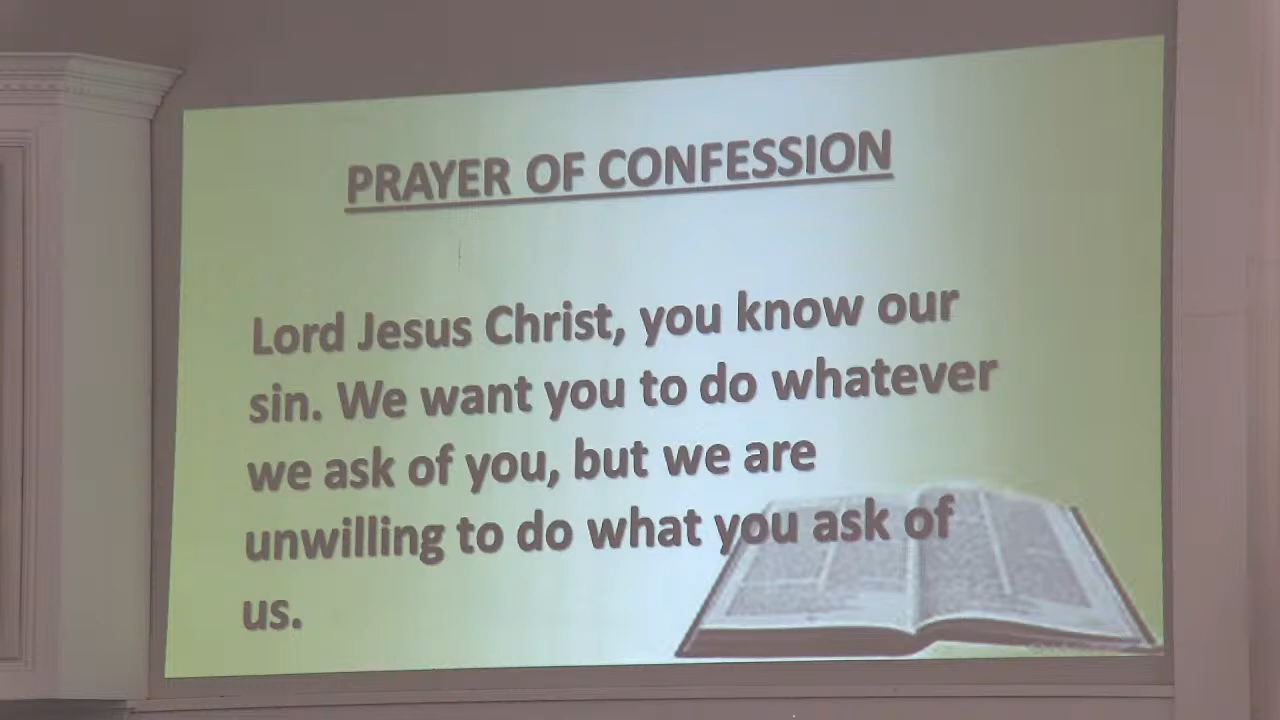 PRAYER OF CONFESSION
Lord Jesus Christ, you know our
sin. We want you to do whatever
we ask of you, but we are
unwilling to do what you ask of
us.